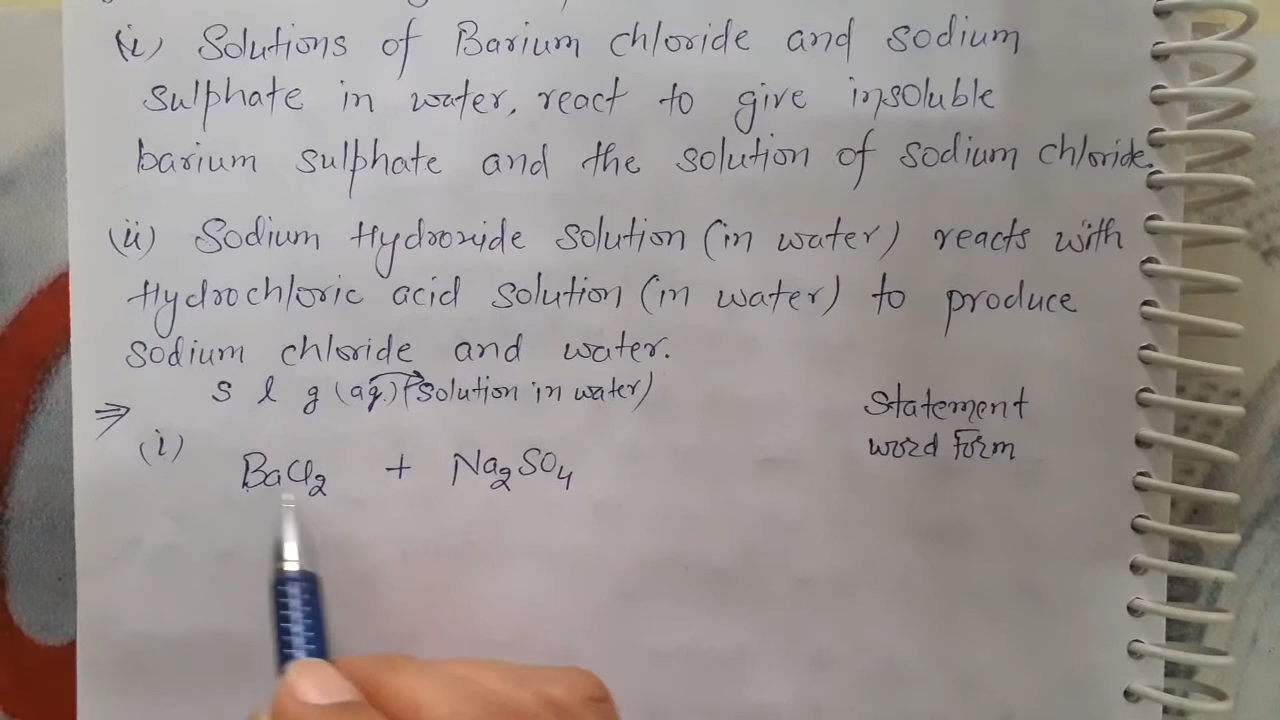 (i) Solutions of Barium chloride and sodium
sulphate in water, react to give insoluble
barium sulphate and the solution of sodium chloride.
(ii) Sodium Hydroxide solution (in water) reacts with
Hydrochloric acid solution (in water) to produce
sodium chloride and water.
s l g (aq.) (solution in water)
Statement
word form
⇒ (i) BaCl₂ + Na₂SO₄